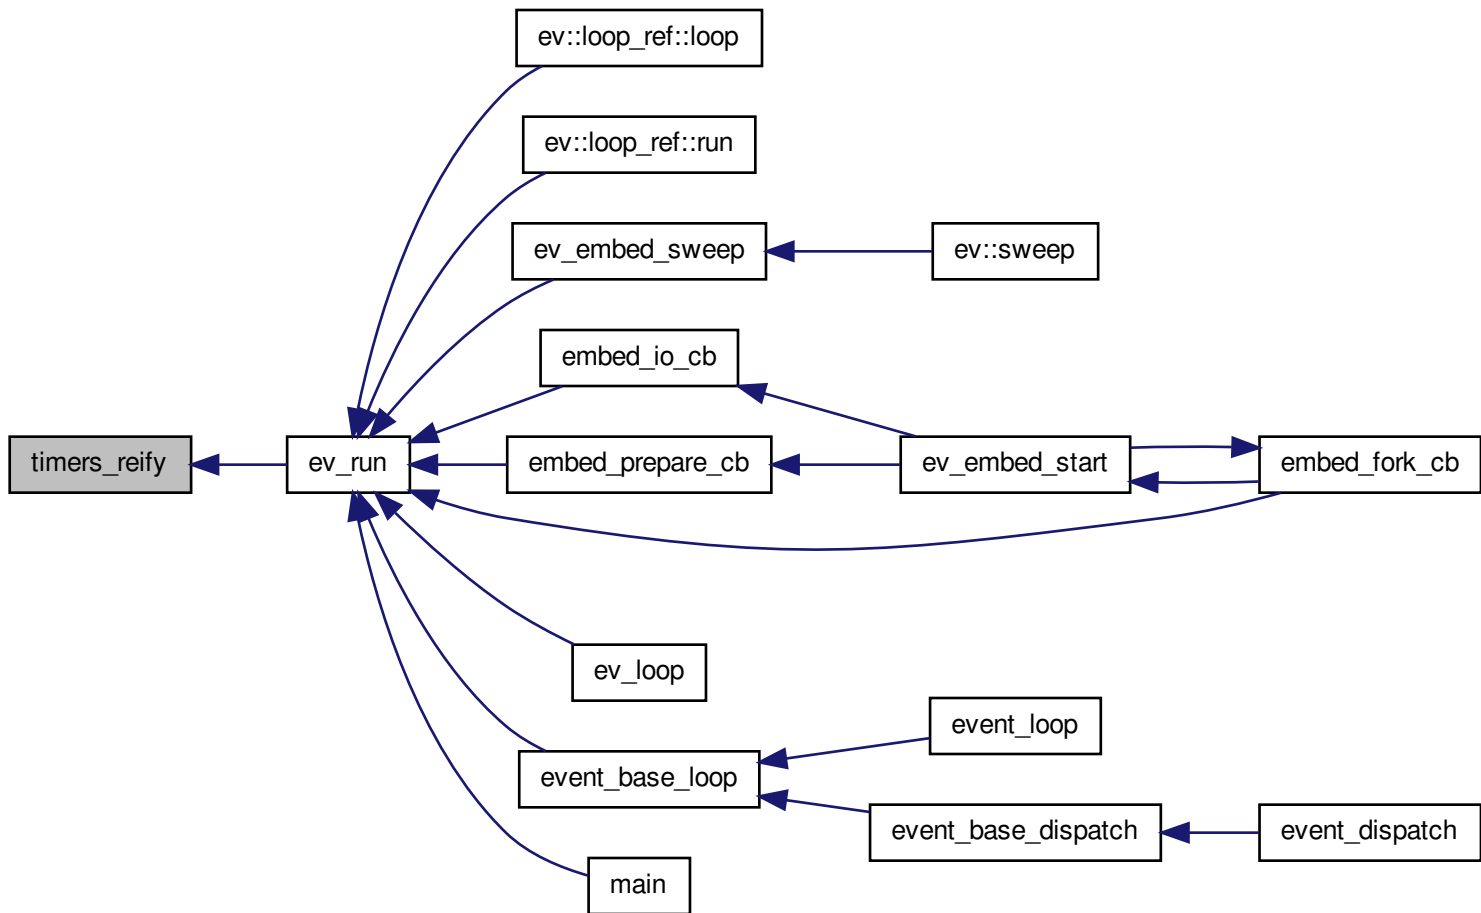 ev::loop_ref::loop
ev::loop_ref::run
ev_embed_sweep
ev::sweep
embed_io_cb
timers_reify
ev_run
embed_prepare_cb
ev_embed_start
embed_fork_cb
ev_loop
event_loop
event_base_loop
event_base_dispatch
event_dispatch
main